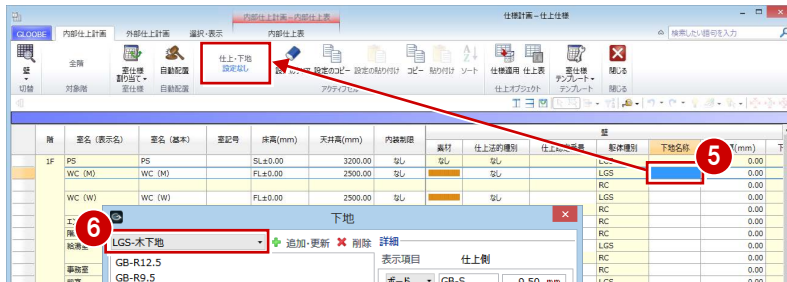 内部仕上計画－内部仕上表
仕様計画－仕上仕様
GLOOBE 内部仕上計画 外部仕上計画 選択・表示 内部仕上表 検索したい語句を入力
壁 全階 室仕様 割り当て 自動配置 仕上・下地 設定なし 設定のコピー 設定の貼り付け コピー 貼り付け ソート 仕様適用 仕上表 室仕様 テンプレート 閉じる
切替 対象階 室仕様 自動配置 アクティブセル 仕上オブジェクト テンプレート 閉じる
壁
階 室名（表示名） 室名（基本） 室記号 床高(mm) 天井高(mm) 内装制限 素材 仕上法的種別 躯体種別 下地名称 (mm)
1F PS PS SL±0.00 3200.00 なし なし なし LGS 0.00
WC（M） WC（M） FL±0.00 2500.00 なし なし LGS 0.00
RC 0.00
WC（W） WC（W） FL±0.00 2500.00 なし なし LGS 0.00
RC 0.00
RC 0.00
RC 0.00
LGS 0.00
事務室 RC 0.00
LGS 0.00
5
6
下地
LGS-木下地 追加・更新 削除 詳細
表示項目 仕上側
GB-R12.5
GB-R9.5
ボード GB-S 9.50 mm